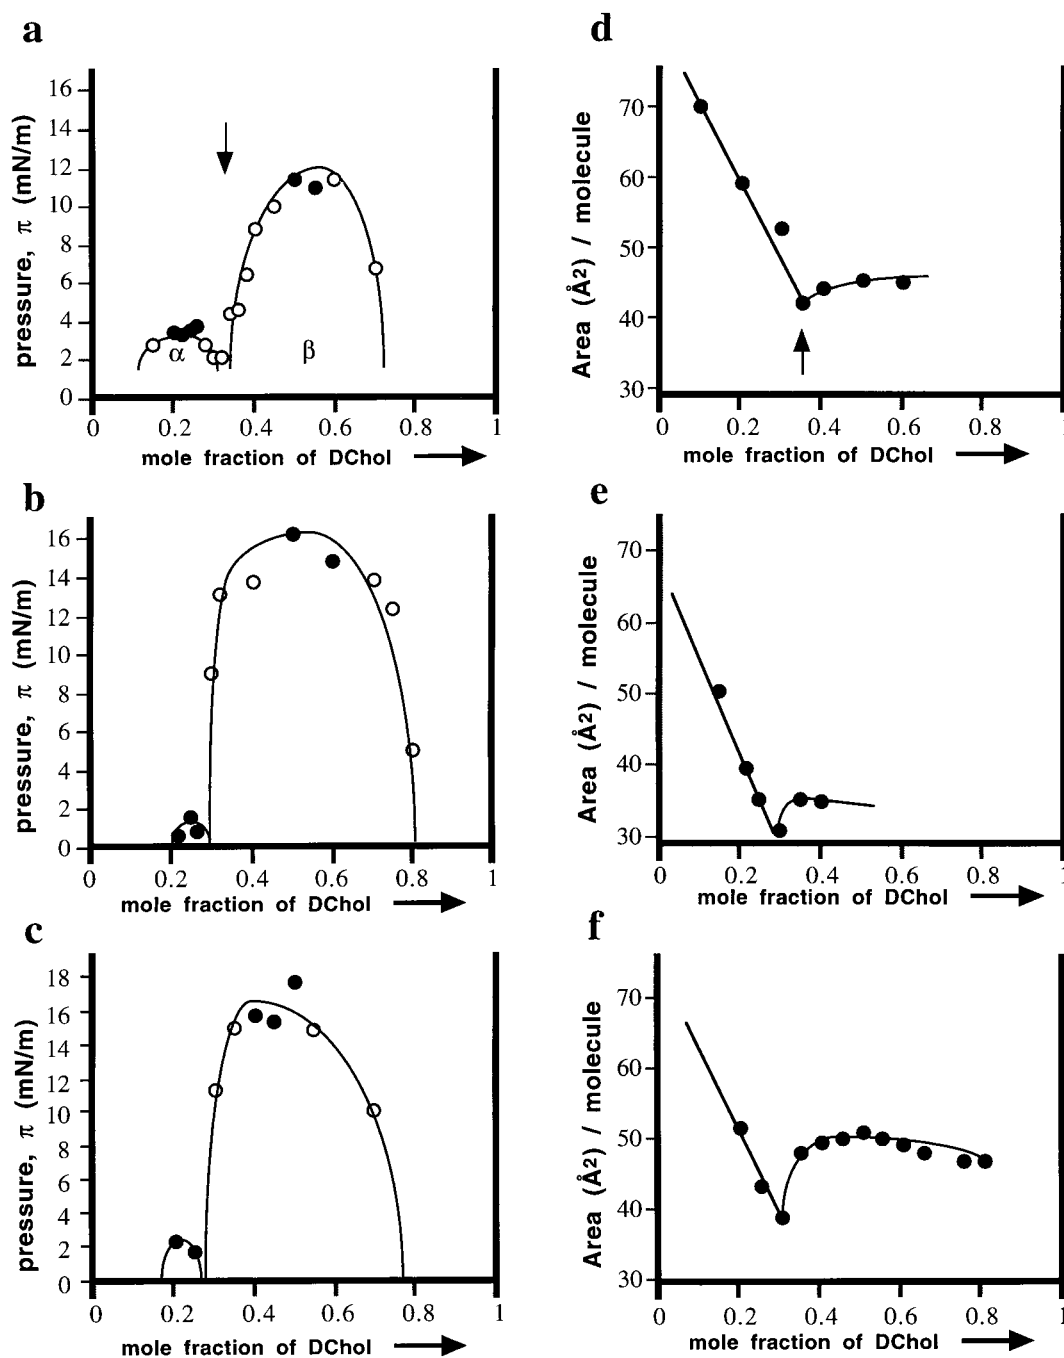 a
pressure, π (mN/m)
16
14
12
10
8
6
4
2
0
α
β
0 0.2 0.4 0.6 0.8 1
mole fraction of DChol
d
Area (Å2) / molecule
70
60
50
40
30
0 0.2 0.4 0.6 0.8 1
mole fraction of DChol
b
pressure, π (mN/m)
16
14
12
10
8
6
4
2
0
0 0.2 0.4 0.6 0.8 1
mole fraction of DChol
e
Area (Å2) / molecule
70
60
50
40
30
0 0.2 0.4 0.6 0.8 1
mole fraction of DChol
c
pressure, π (mN/m)
18
16
14
12
10
8
6
4
2
0
0 0.2 0.4 0.6 0.8 1
mole fraction of DChol
f
Area (Å2) / molecule
70
60
50
40
30
0 0.2 0.4 0.6 0.8 1
mole fraction of DChol